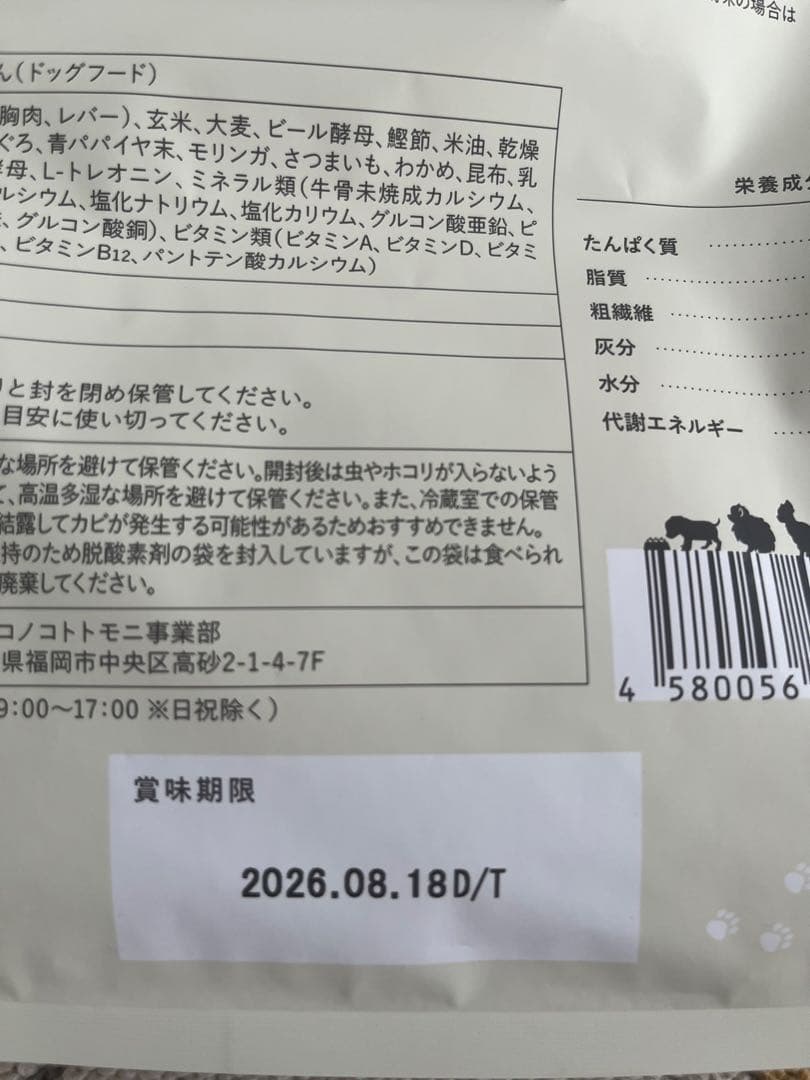 の場合は
ん（ドッグフード）
胸肉、レバー）、玄米、大麦、ビール酵母、鰹節、米油、乾燥
ぐろ、青パパイヤ末、モリンガ、さつまいも、わかめ、昆布、乳
母、L-トレオニン、ミネラル類（牛骨未焼成カルシウム、
ルシウム、塩化ナトリウム、塩化カリウム、グルコン酸亜鉛、ピ
、グルコン酸銅）、ビタミン類（ビタミンA、ビタミンD、ビタミ
、ビタミンB12、パントテン酸カルシウム）
りと封を閉め保管してください。
目安に使い切ってください。
な場所を避けて保管ください。開封後は虫やホコリが入らないよう
て、高温多湿な場所を避けて保管ください。また、冷蔵室での保管
結露してカビが発生する可能性があるためおすすめできません。
持のため脱酸素剤の袋を封入していますが、この袋は食べられ
廃棄してください。
コノコトトモニ事業部
県福岡市中央区高砂2-1-4-7F
9:00〜17:00 ※日祝除く）
栄養成分
たんぱく質 ............
脂質 ............
粗繊維 ............
灰分 ............
水分 ............
代謝エネルギー ....
4 580056
賞味期限
2026.08.18D/T